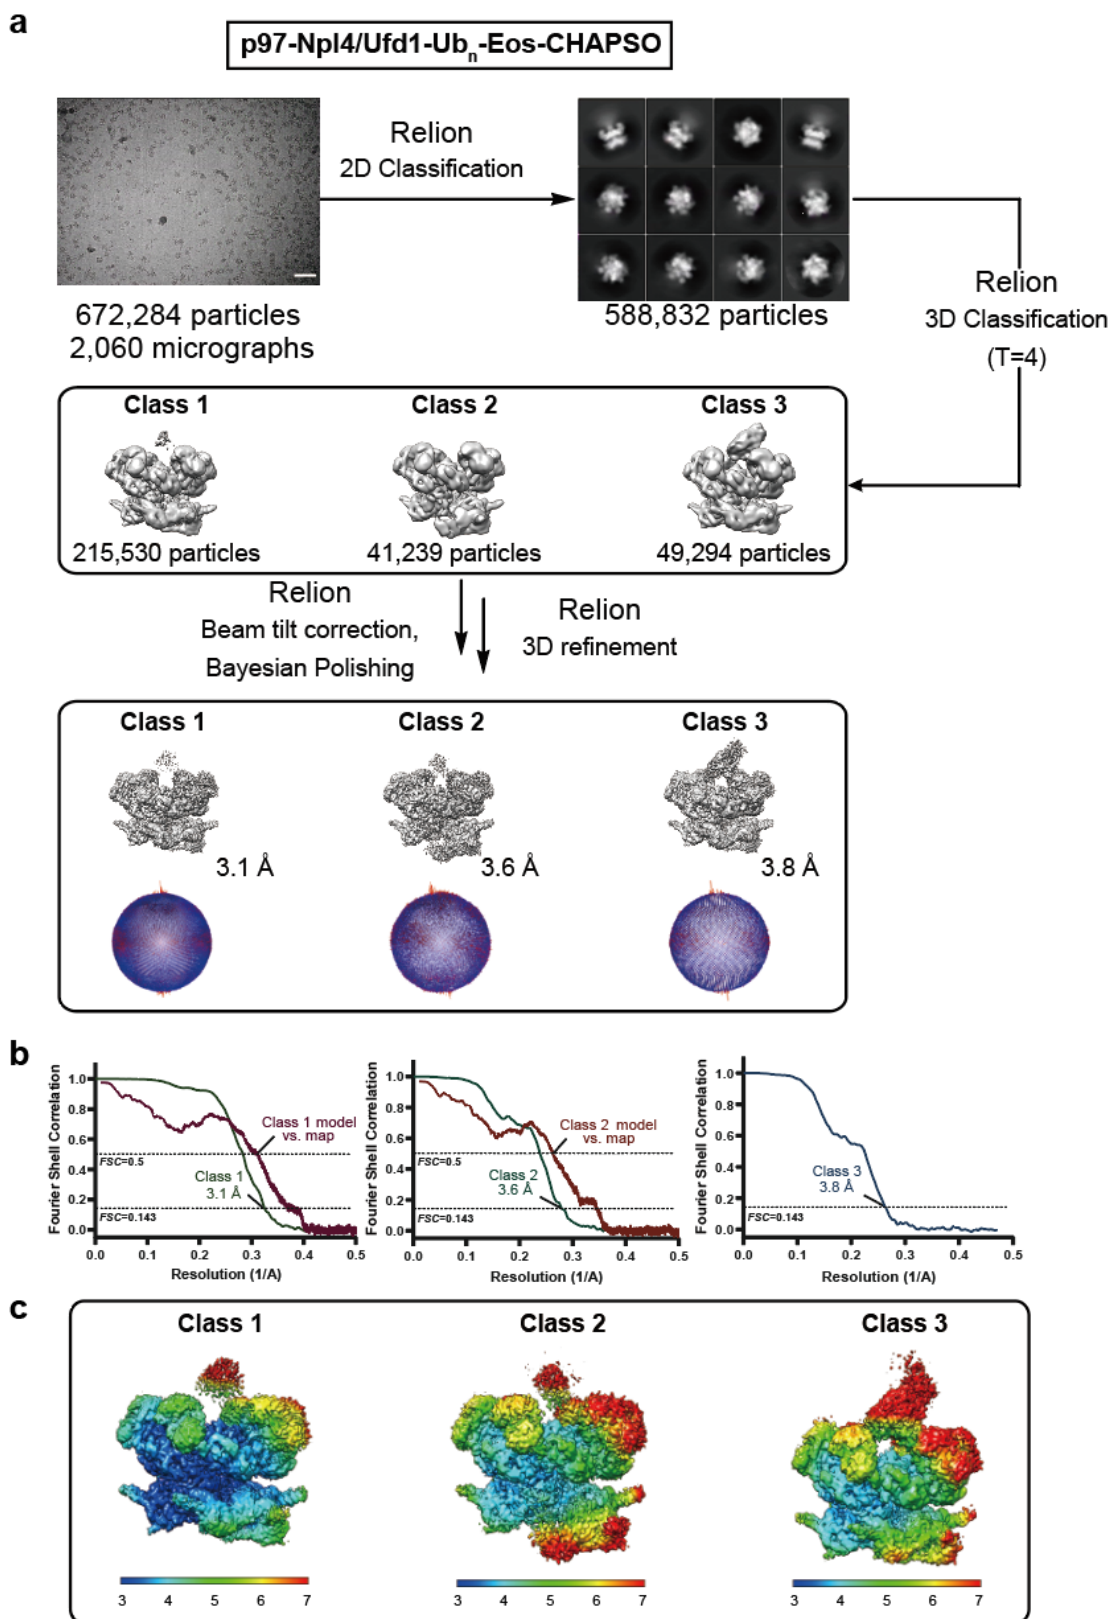 a
p97-Npl4/Ufd1-Ubn-Eos-CHAPSO
Relion
2D Classification
672,284 particles
2,060 micrographs
588,832 particles
Relion
3D Classification
(T=4)
Class 1
Class 2
Class 3
215,530 particles
41,239 particles
49,294 particles
Relion
Beam tilt correction,
Bayesian Polishing
Relion
3D refinement
Class 1
Class 2
Class 3
3.1 Å
3.6 Å
3.8 Å
b
Fourier Shell Correlation
1.0
0.8
0.6
0.4
0.2
0.0
Class 1 model
vs. map
FSC=0.5
Class 1
3.1 Å
FSC=0.143
0.0 0.1 0.2 0.3 0.4 0.5
Resolution (1/A)
Fourier Shell Correlation
1.0
0.8
0.6
0.4
0.2
0.0
Class 2 model
vs. map
FSC=0.5
Class 2
3.6 Å
FSC=0.143
0.0 0.1 0.2 0.3 0.4 0.5
Resolution (1/A)
Fourier Shell Correlation
1.0
0.8
0.6
0.4
0.2
0.0
Class 3
3.8 Å
FSC=0.143
0.0 0.1 0.2 0.3 0.4 0.5
Resolution (1/A)
c
Class 1
Class 2
Class 3
3 4 5 6 7
3 4 5 6 7
3 4 5 6 7